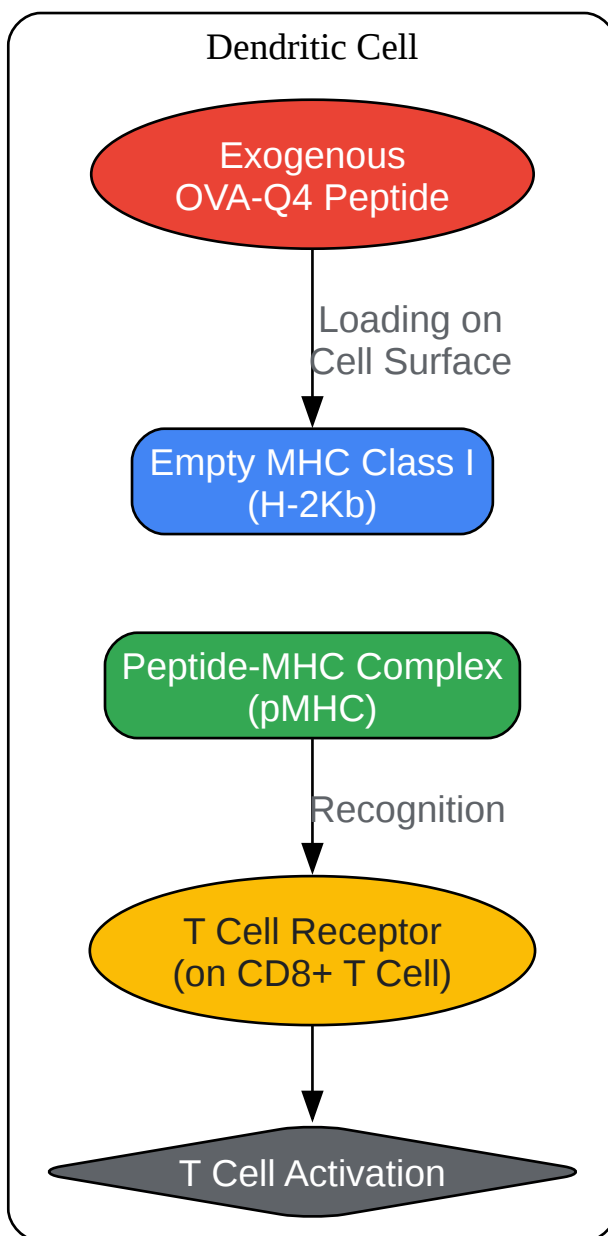 Dendritic Cell
Exogenous
OVA-Q4 Peptide
Loading on
Cell Surface
Empty MHC Class I
(H-2Kb)
Peptide-MHC Complex
(pMHC)
Recognition
T Cell Receptor
(on CD8+ T Cell)
T Cell Activation